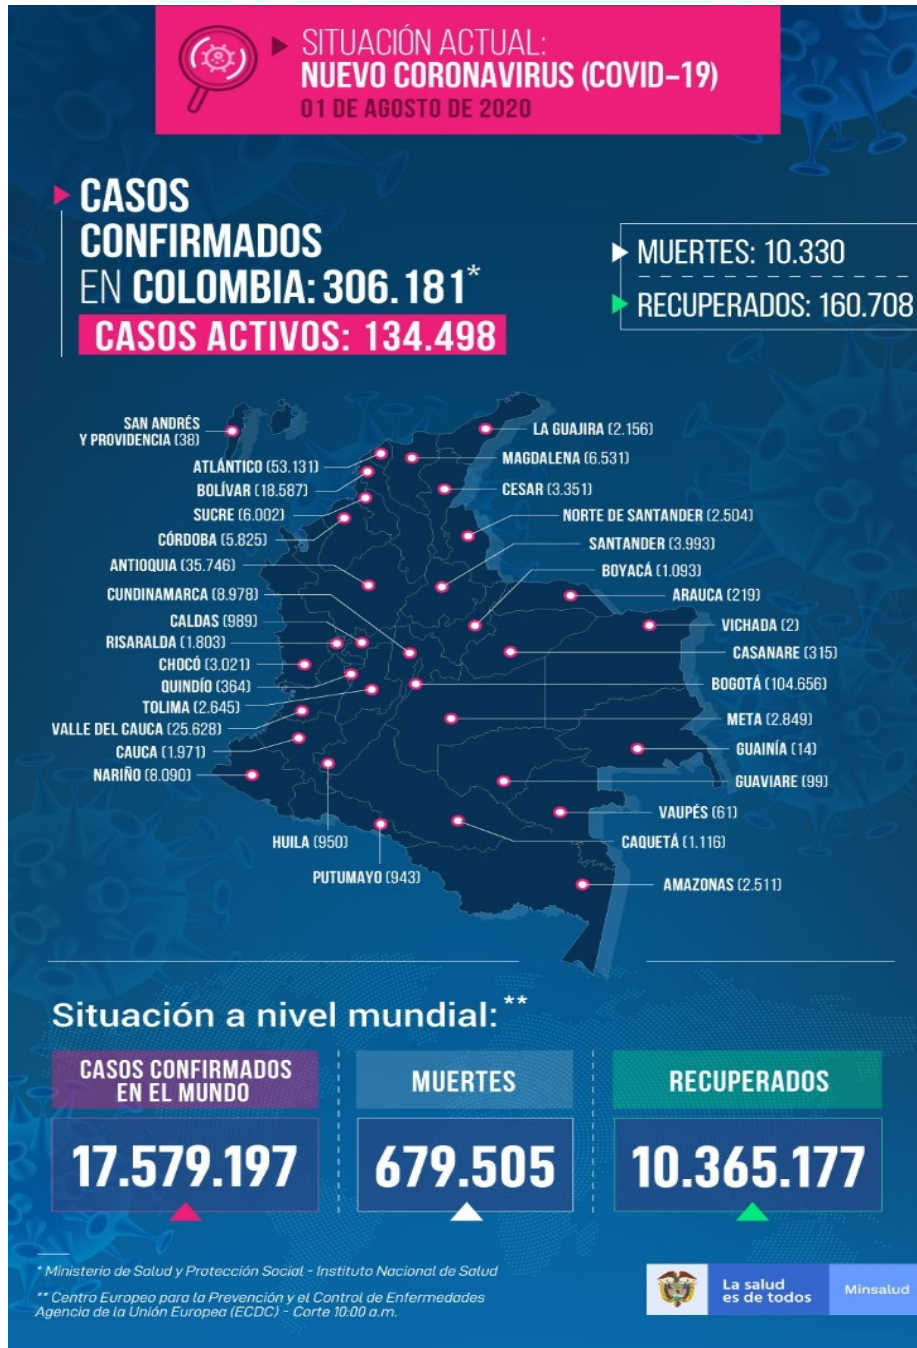 SITUACIÓN ACTUAL:
NUEVO CORONAVIRUS (COVID-19)
01 DE AGOSTO DE 2020
CASOS
CONFIRMADOS
EN COLOMBIA: 306.181*
CASOS ACTIVOS: 134.498
MUERTES: 10.330
RECUPERADOS: 160.708
SAN ANDRÉS
Y PROVIDENCIA (38)
ATLÁNTICO (53.131)
BOLÍVAR (18.587)
SUCRE (6.002)
CÓRDOBA (5.825)
ANTIOQUIA (35.746)
CUNDINAMARCA (8.978)
CALDAS (989)
RISARALDA (1.803)
CHOCÓ (3.021)
QUINDÍO (364)
TOLIMA (2.645)
VALLE DEL CAUCA (25.628)
CAUCA (1.971)
NARIÑO (8.090)
HUILA (950)
PUTUMAYO (943)
LA GUAJIRA (2.156)
MAGDALENA (6.531)
CESAR (3.351)
NORTE DE SANTANDER (2.504)
SANTANDER (3.993)
BOYACÁ (1.093)
ARAUCA (219)
VICHADA (2)
CASANARE (315)
BOGOTÁ (104.656)
META (2.849)
GUAINÍA (14)
GUAVIARE (99)
VAUPÉS (61)
CAQUETÁ (1.116)
AMAZONAS (2.511)
Situación a nivel mundial:**
CASOS CONFIRMADOS
EN EL MUNDO
17.579.197
MUERTES
679.505
RECUPERADOS
10.365.177
* Ministerio de Salud y Protección Social - Instituto Nacional de Salud
** Centro Europeo para la Prevención y el Control de Enfermedades
Agencia de la Unión Europea (ECDC) - Corte 10:00 a.m.
La salud
es de todos
Minsalud